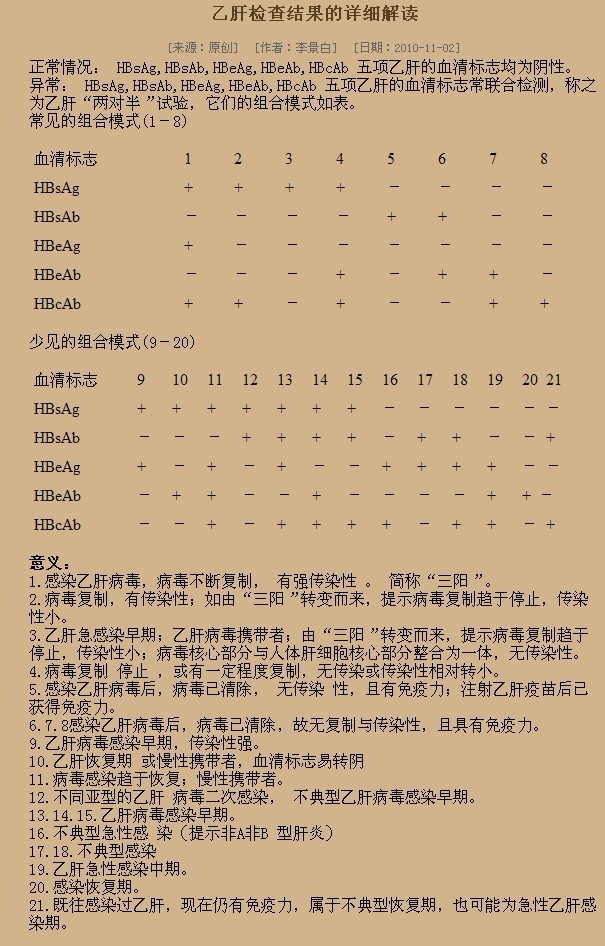 乙肝检查结果的详细解读
[来源：原创] [作者：李景白] [日期：2010-11-02]
正常情况： HBsAg,HBsAb,HBeAg,HBeAb,HBcAb 五项乙肝的血清标志均为阴性。
异常： HBsAg,HBsAb,HBeAg,HBeAb,HBcAb 五项乙肝的血清标志常联合检测，称之
为乙肝“两对半 ”试验，它们的组合模式如表。
常见的组合模式(1－8)
血清标志 1 2 3 4 5 6 7 8
HBsAg + + + + － － － －
HBsAb － － － － + + － －
HBeAg + － － － － － － －
HBeAb － － － + － + + －
HBcAb + + － + － － + +
少见的组合模式(9－20)
血清标志 9 10 11 12 13 14 15 16 17 18 19 20 21
HBsAg + + + + + + + － － － － － －
HBsAb － － － + + + + － + + － － +
HBeAg + － + － + － － + + + + － －
HBeAb － + + － － + － － － － + + －
HBcAb － － + － + + + + － + + － +
意义：
1.感染乙肝病毒，病毒不断复制， 有强传染性 。 简称“三阳 ”。
2.病毒复制，有传染性；如由“三阳 ”转变而来，提示病毒复制趋于停止，传染
性小。
3.乙肝急感染早期；乙肝病毒携带者；由“三阳 ”转变而来，提示病毒复制趋于
停止，传染性小；病毒核心部分与人体肝细胞核心部分整合为一体，无传染性。
4.病毒复制 停止 ，或有一定程度复制，无传染或传染性相对转小。
5.感染乙肝病毒后，病毒已清除， 无传染 性，且有免疫力；注射乙肝疫苗后已
获得免疫力。
6.7.8感染乙肝病毒后，病毒已清除，故无复制与传染性，且具有免疫力。
9.乙肝病毒感染早期，传染性强。
10.乙肝恢复期 或慢性携带者，血清标志易转阴
11.病毒感染趋于恢复；慢性携带者。
12.不同亚型的乙肝 病毒二次感染， 不典型乙肝病毒感染早期。
13.14.15.乙肝病毒感染早期。
16.不典型急性感 染（提示非A非B 型肝炎）
17.18.不典型感染
19.乙肝急性感染中期。
20.感染恢复期。
21.既往感染过乙肝，现在仍有免疫力，属于不典型恢复期，也可能为急性乙肝感
染期。